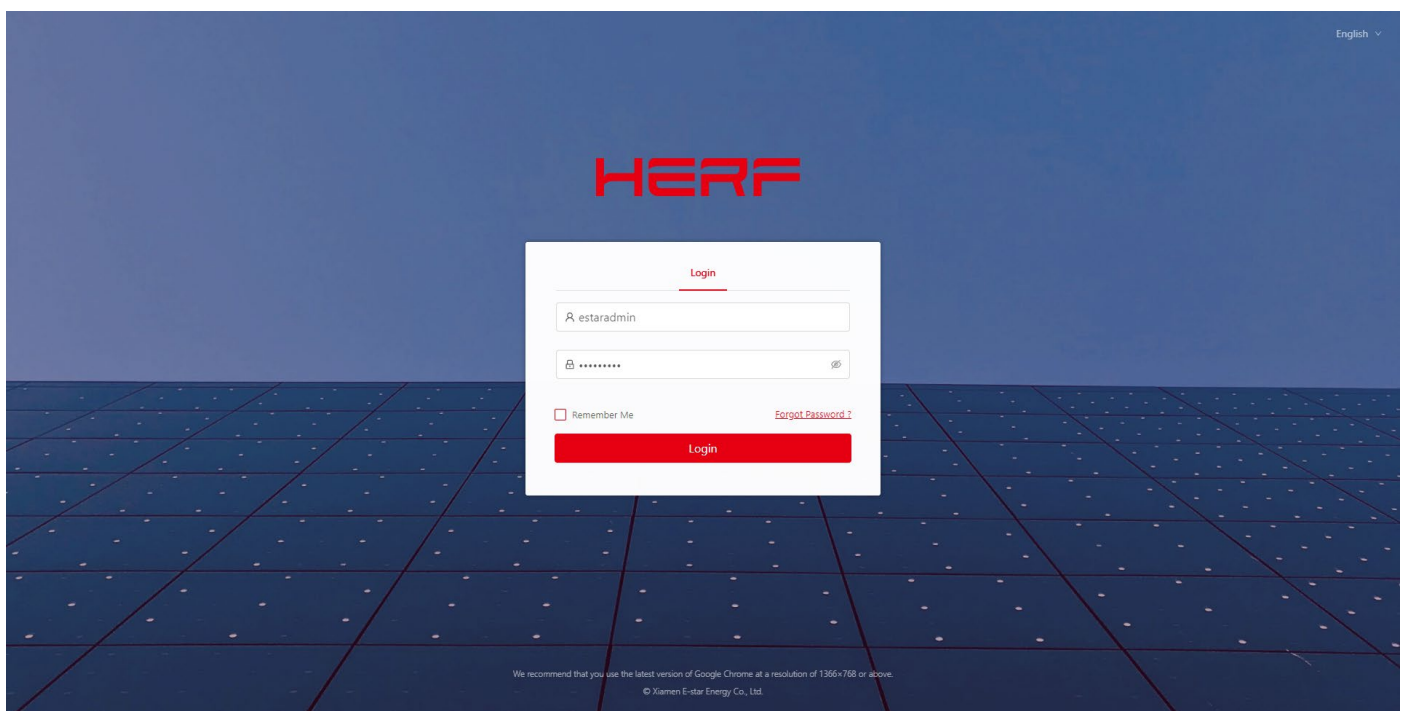 English
HERF
Login
estaradmin
•••••••••
Remember Me
Forgot Password ?
Login
We recommend that you use the latest version of Google Chrome at a resolution of 1366×768 or above.
© Xiamen E-star Energy Co., Ltd.